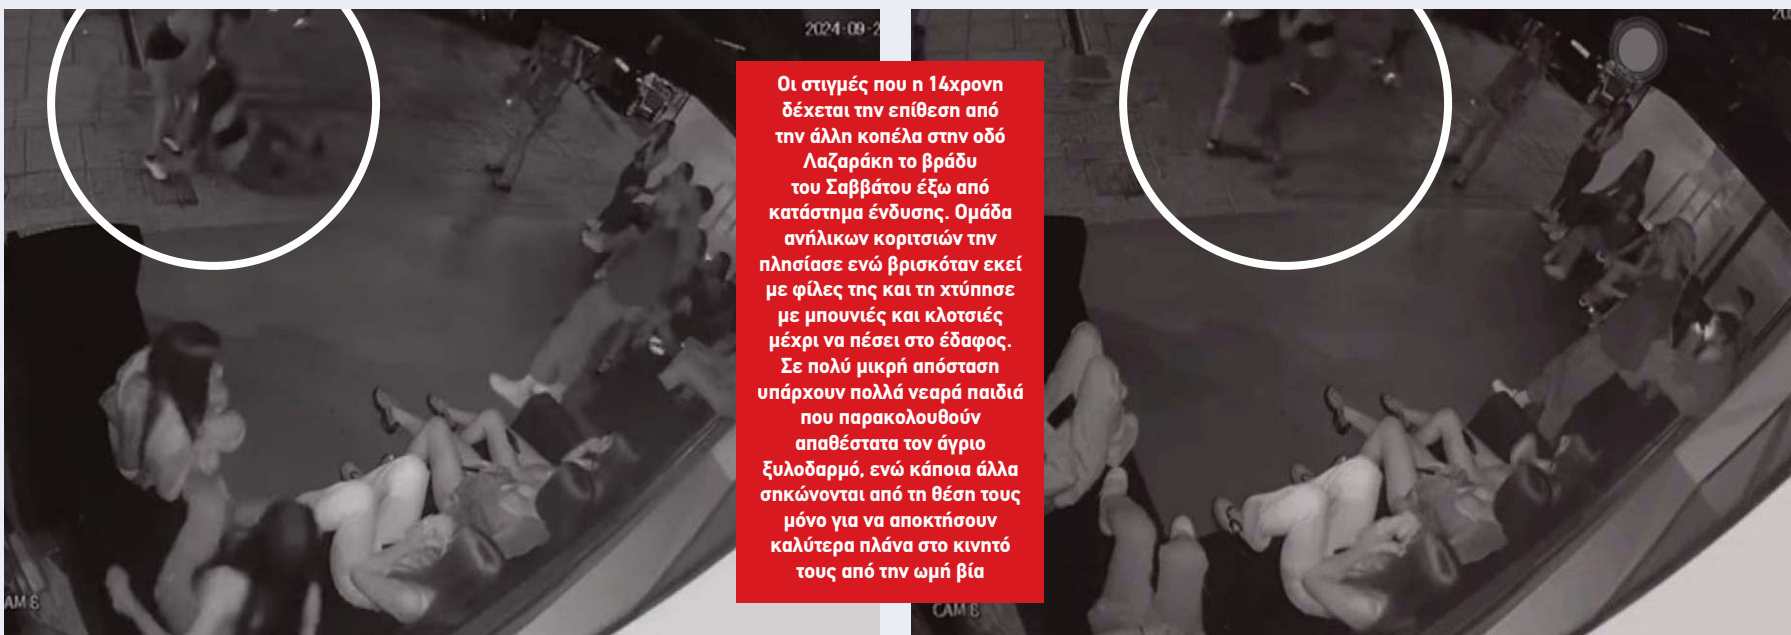 2024-09-2
20
Οι στιγμές που η 14χρονη
δέχεται την επίθεση από
την άλλη κοπέλα στην οδό
Λαζαράκη το βράδυ
του Σαββάτου έξω από
κατάστημα ένδυσης. Ομάδα
ανήλικων κοριτσιών την
πλησίασε ενώ βρισκόταν εκεί
με φίλες της και τη χτύπησε
με μπουνιές και κλοτσιές
μέχρι να πέσει στο έδαφος.
Σε πολύ μικρή απόσταση
υπάρχουν πολλά νεαρά παιδιά
που παρακολουθούν
απαθέστατα τον άγριο
ξυλοδαρμό, ενώ κάποια άλλα
σηκώνονται από τη θέση τους
μόνο για να αποκτήσουν
καλύτερα πλάνα στο κινητό
τους από την ωμή βία
AM 8
CAM 8